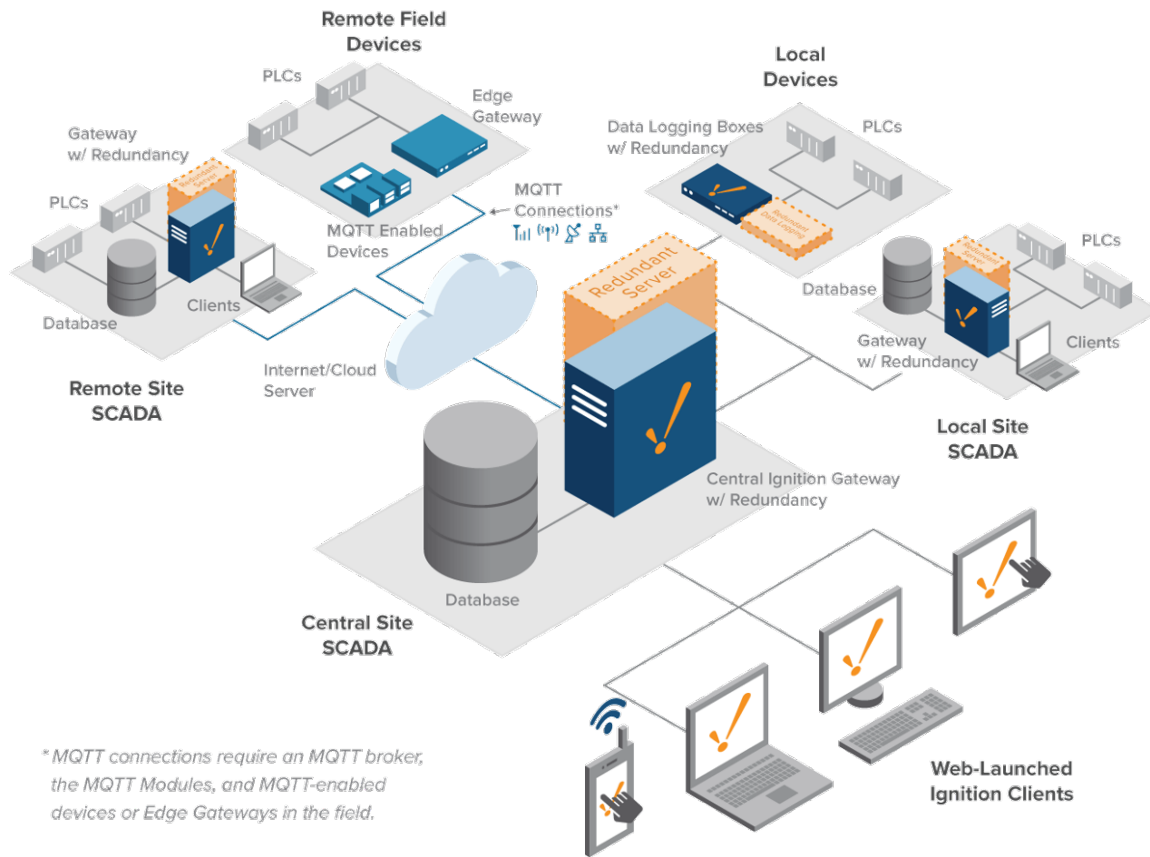 Remote Field
Devices
PLCs
Edge
Gateway
MQTT Enabled
Devices
MQTT
Connections*
Local
Devices
Data Logging Boxes
w/ Redundancy
PLCs
Redundant
Data Logging
Gateway
w/ Redundancy
Redundant
Server
PLCs
Database
Clients
Remote Site
SCADA
Internet/Cloud
Server
Redundant
Server
PLCs
Redundant
Server
Database
Gateway
w/ Redundancy
Clients
Local Site
SCADA
Central Ignition Gateway
w/ Redundancy
Database
Central Site
SCADA
Web-Launched
Ignition Clients
* MQTT connections require an MQTT broker,
the MQTT Modules, and MQTT-enabled
devices or Edge Gateways in the field.